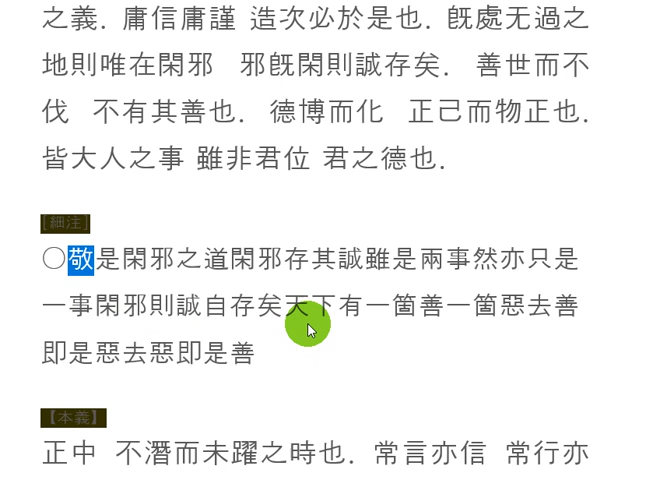 之義. 庸信庸謹 造次必於是也. 旣處无過之
地則唯在閑邪 邪旣閑則誠存矣. 善世而不
伐 不有其善也. 德博而化 正己而物正也.
皆大人之事 雖非君位 君之德也.
[細注]
〇敬是閑邪之道閑邪存其誠雖是兩事然亦只是
一事閑邪則誠自存矣天下有一箇善一箇惡去善
即是惡去惡即是善
【本義】
正中 不潛而未躍之時也. 常言亦信 常行亦